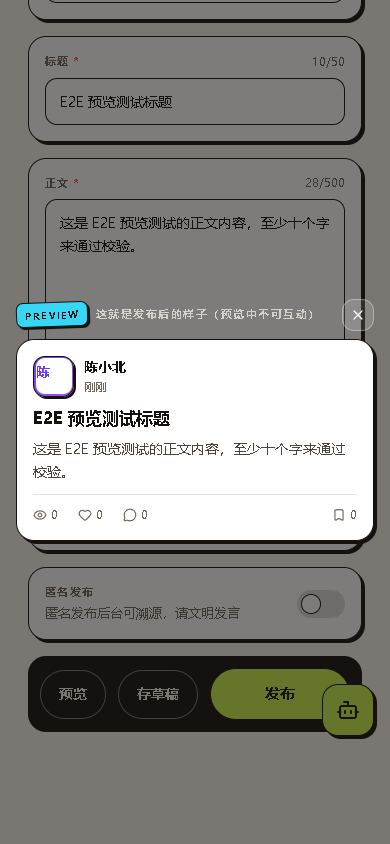 标题 *
10/50
E2E 预览测试标题
正文 *
28/500
这是 E2E 预览测试的正文内容，至少十个字
来通过校验。
PREVIEW
这就是发布后的样子（预览中不可互动）
陈
陈小北
刚刚
E2E 预览测试标题
这是 E2E 预览测试的正文内容，至少十个字通过
校验。
0
0
0
0
匿名发布
匿名发布后台可溯源，请文明发言
预览
存草稿
发布